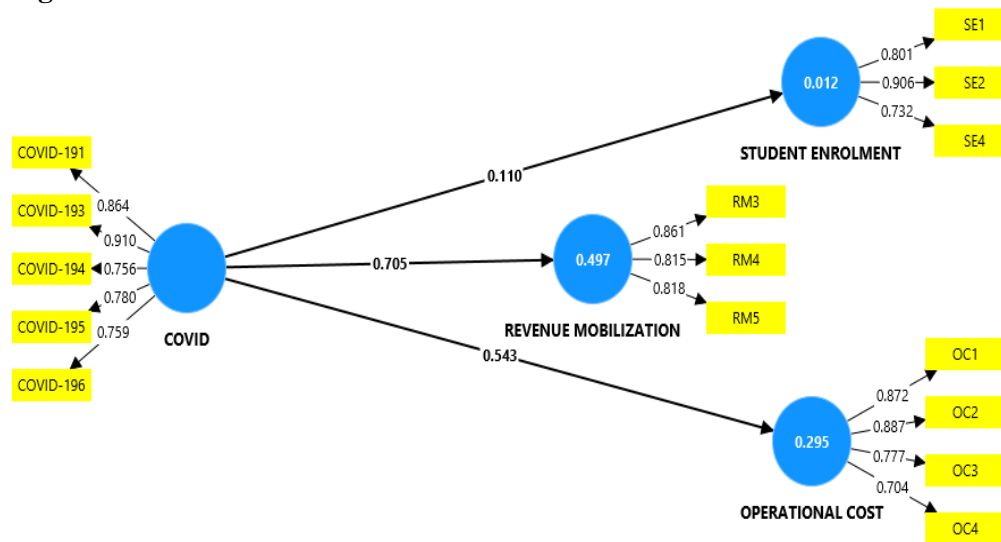 COVID-191
COVID-193
COVID-194
COVID-195
COVID-196
0.864
0.910
0.756
0.780
0.759
COVID
0.110
0.705
0.543
0.012
STUDENT ENROLMENT
0.801
0.906
0.732
SE1
SE2
SE4
0.497
REVENUE MOBILIZATION
0.861
0.815
0.818
RM3
RM4
RM5
0.295
OPERATIONAL COST
0.872
0.887
0.777
0.704
OC1
OC2
OC3
OC4